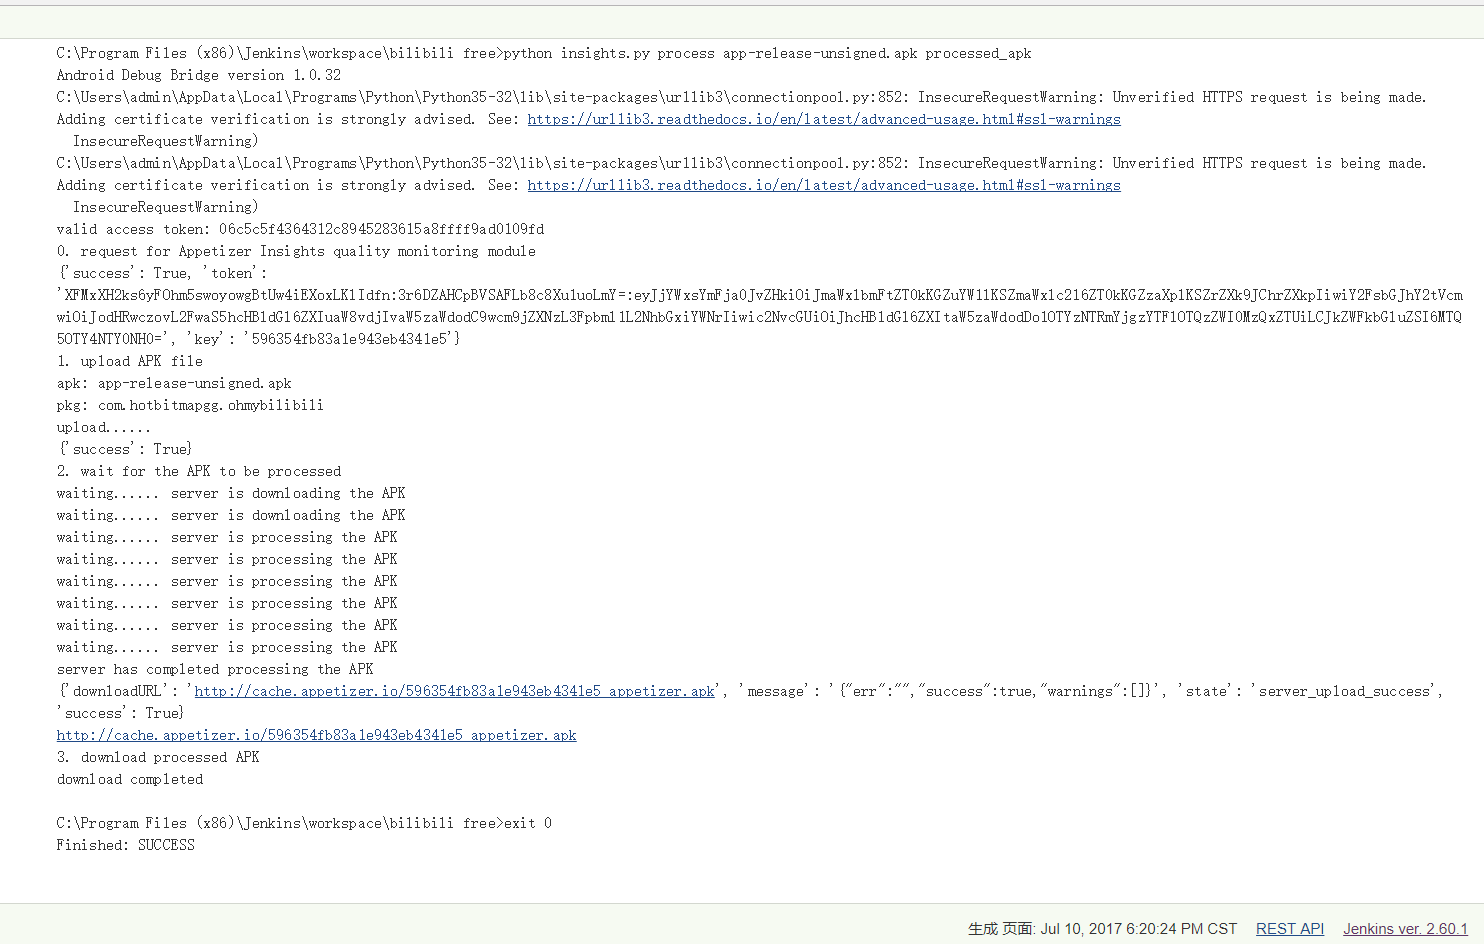 C:\Program Files (x86)\Jenkins\workspace\bilibili free>python insights.py process app-release-unsigned.apk processed_apk
Android Debug Bridge version 1.0.32
C:\Users\admin\AppData\Local\Programs\Python\Python35-32\lib\site-packages\urllib3\connectionpool.py:852: InsecureRequestWarning: Unverified HTTPS request is being made.
Adding certificate verification is strongly advised. See: https://urllib3.readthedocs.io/en/latest/advanced-usage.html#ssl-warnings
InsecureRequestWarning)
C:\Users\admin\AppData\Local\Programs\Python\Python35-32\lib\site-packages\urllib3\connectionpool.py:852: InsecureRequestWarning: Unverified HTTPS request is being made.
Adding certificate verification is strongly advised. See: https://urllib3.readthedocs.io/en/latest/advanced-usage.html#ssl-warnings
InsecureRequestWarning)
valid access token: 06c5c5f4364312c8945283615a8ffff9ad0109fd
0. request for Appetizer Insights quality monitoring module
{'success': True, 'token':
'XFMxXH2ks6yFOhm5swoyowgBtUw4iEXoxLK1Idfn:3r6DZAHCpBVSAFLb8c8Xu1uoLmY=:eyJjYWxsYmFja0JvZHkiOiJmaWxlbmFtZT0kKGZuYW1lKSZmaWxlc2l6ZT0kKGZzaXplKSZrZXk9JChrZXkpIiwiY2FsbGJhY2tVcm
wiOiJodHRwczovL2FwaS5hcHBldGl6ZXIuaW8vdjIvaW5zaWdodC9wcm9jZXNzL3Fpbml1L2NhbGxiYWNrIiwic2NvcGUiOiJhcHBldGl6ZXItaW5zaWdodDo1OTYzNTRmYjgzYTFlOTQzZWI0MzQxZTUiLCJkZWFkbGluZSI6MTQ
5OTY4NTY0NH0=', 'key': '596354fb83a1e943eb4341e5'}
1. upload APK file
apk: app-release-unsigned.apk
pkg: com.hotbitmapgg.ohmybilibili
upload......
{'success': True}
2. wait for the APK to be processed
waiting...... server is downloading the APK
waiting...... server is downloading the APK
waiting...... server is processing the APK
waiting...... server is processing the APK
waiting...... server is processing the APK
waiting...... server is processing the APK
waiting...... server is processing the APK
waiting...... server is processing the APK
server has completed processing the APK
{'downloadURL': 'http://cache.appetizer.io/596354fb83a1e943eb4341e5_appetizer.apk', 'message': '{"err":"","success":true,"warnings":[]}', 'state': 'server_upload_success',
'success': True}
http://cache.appetizer.io/596354fb83a1e943eb4341e5_appetizer.apk
3. download processed APK
download completed
C:\Program Files (x86)\Jenkins\workspace\bilibili free>exit 0
Finished: SUCCESS
生成 页面: Jul 10, 2017 6:20:24 PM CST REST API Jenkins ver. 2.60.1